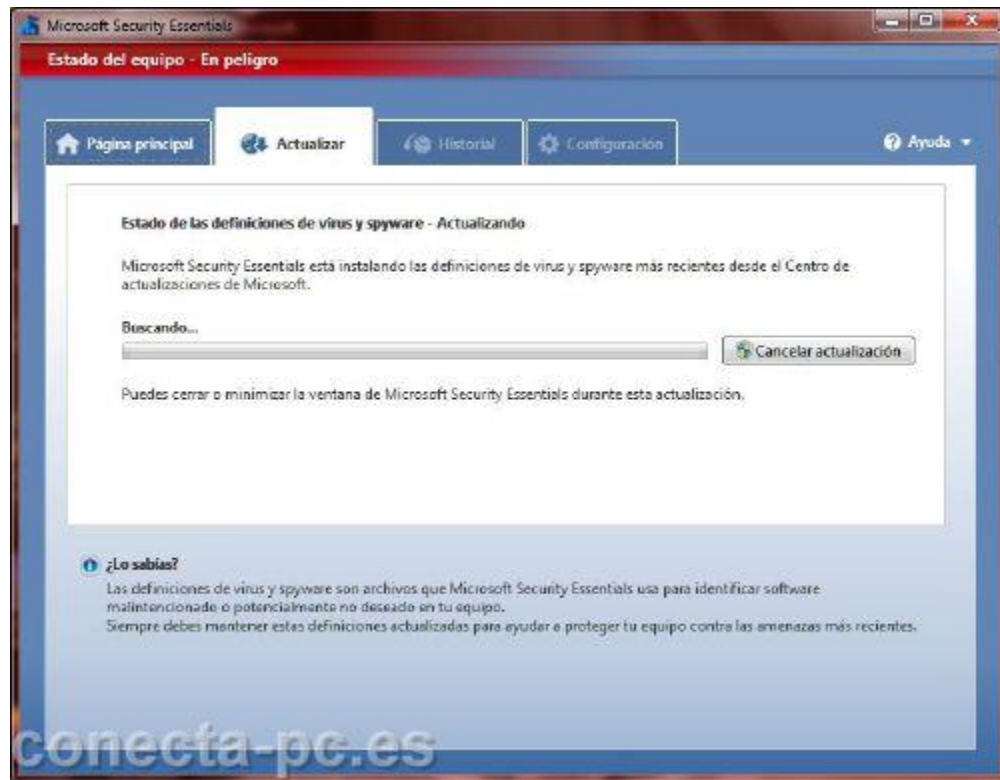 Microsoft Security Essentials
Estado del equipo - En peligro
Página principal
Actualizar
Historial
Configuración
Ayuda
Estado de las definiciones de virus y spyware - Actualizando
Microsoft Security Essentials está instalando las definiciones de virus y spyware más recientes desde el Centro de
actualizaciones de Microsoft.
Buscando...
Cancelar actualización
Puedes cerrar o minimizar la ventana de Microsoft Security Essentials durante esta actualización.
¿Lo sabías?
Las definiciones de virus y spyware son archivos que Microsoft Security Essentials usa para identificar software
malintencionado o potencialmente no deseado en tu equipo.
Siempre debes mantener estas definiciones actualizadas para ayudar a proteger tu equipo contra las amenazas más recientes.
conecta-pc.es